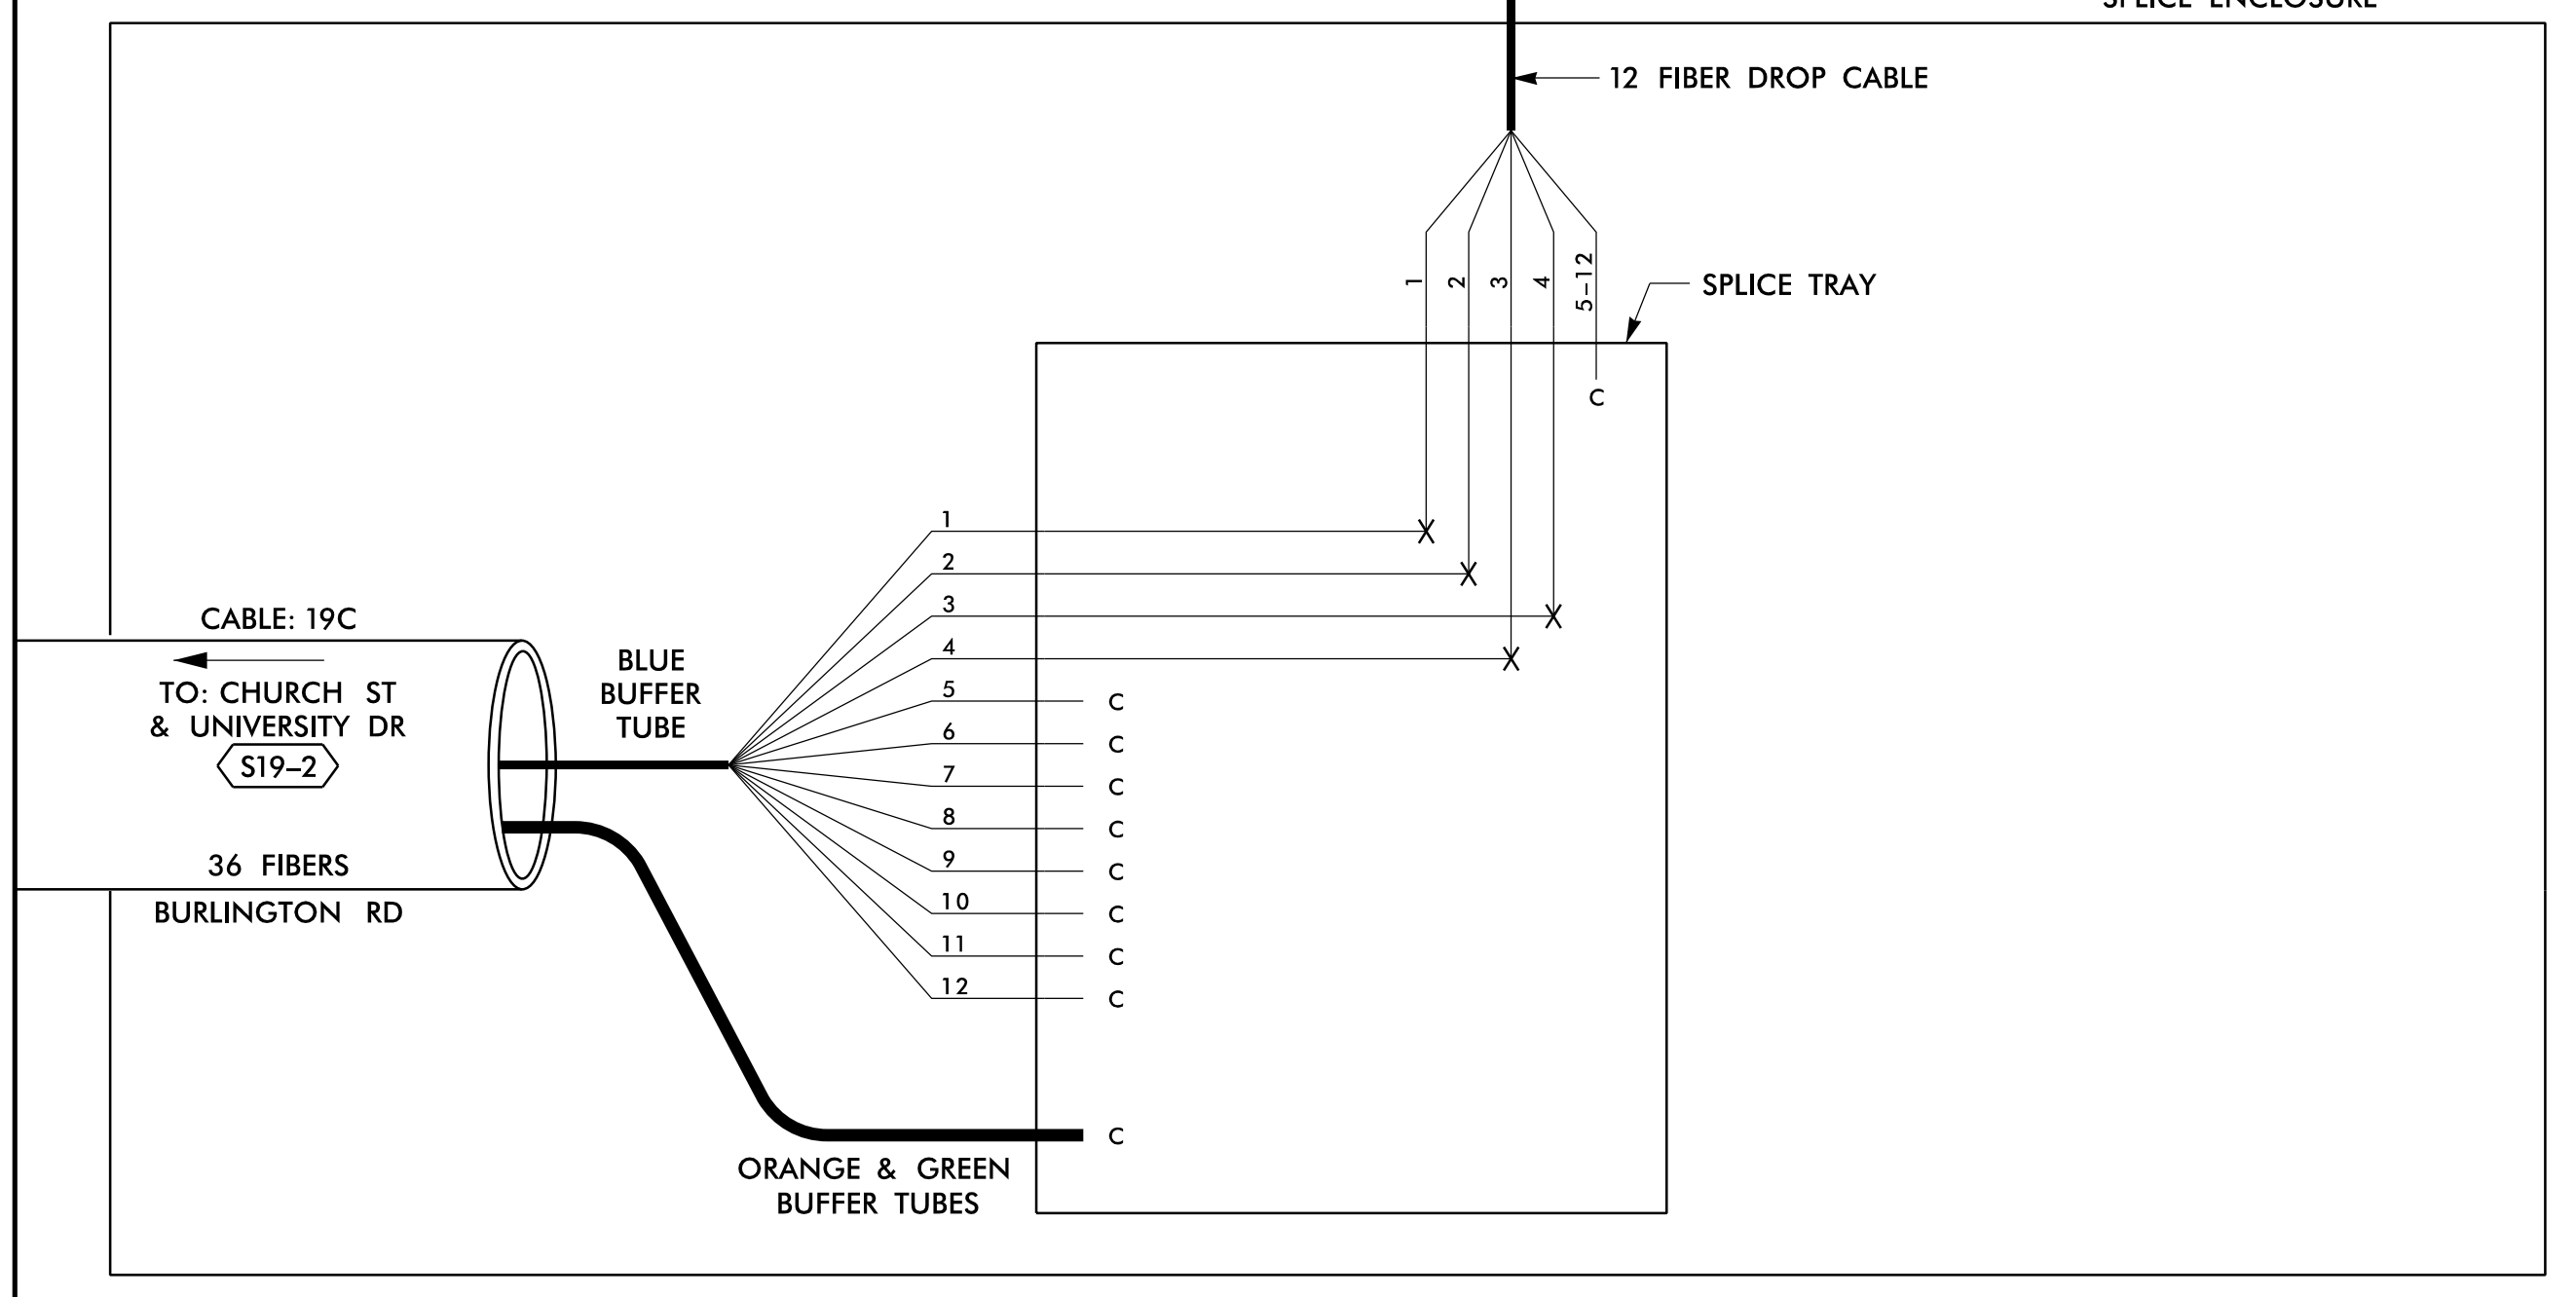 SPLICE ENCLOSURE
12 FIBER DROP CABLE
1 2 3 4 5-12
SPLICE TRAY
C
1
2
3
4
5 C
6 C
7 C
8 C
9 C
10 C
11 C
12 C
CABLE: 19C
TO: CHURCH ST
& UNIVERSITY DR
S19-2
36 FIBERS
BURLINGTON RD
BLUE
BUFFER
TUBE
C
ORANGE & GREEN
BUFFER TUBES